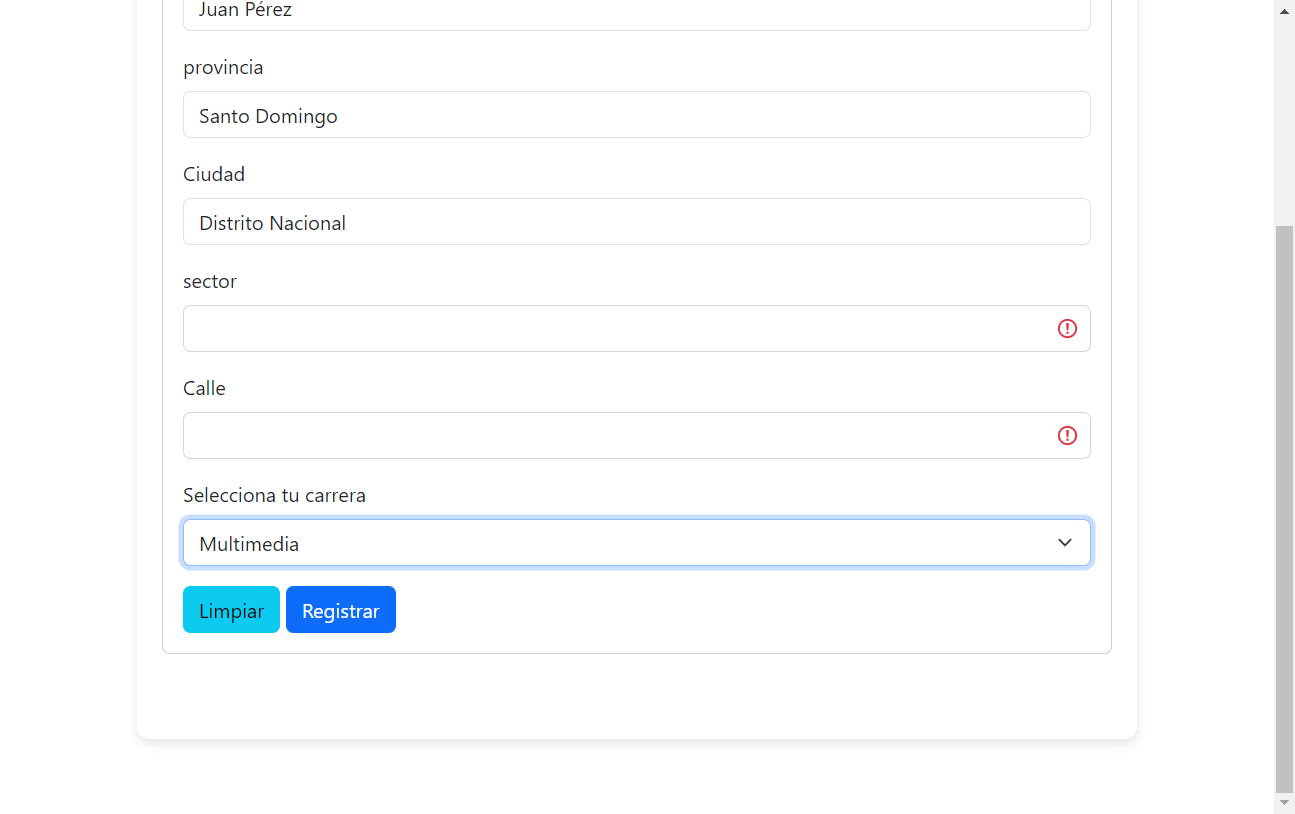 Juan Pérez
provincia
Santo Domingo
Ciudad
Distrito Nacional
sector
Calle
Selecciona tu carrera
Multimedia
Limpiar Registrar